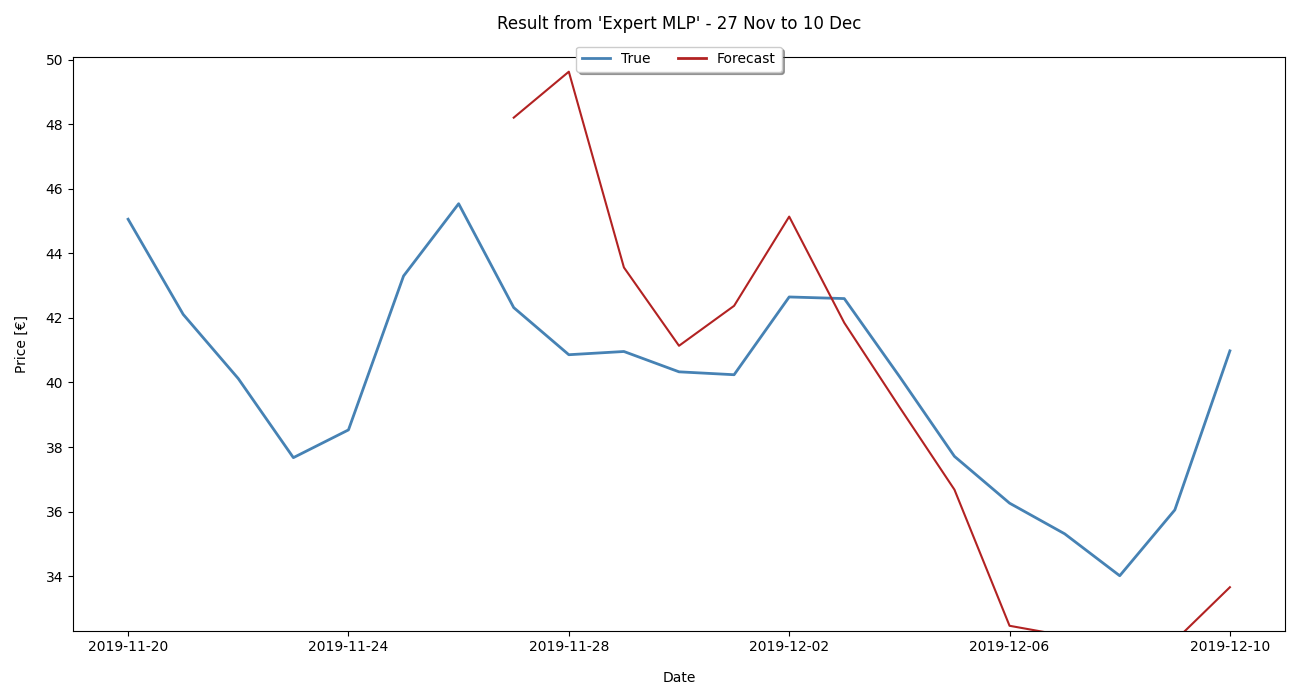 Result from 'Expert MLP' - 27 Nov to 10 Dec
True Forecast
50
48
46
44
42
40
38
36
34
Price [€]
2019-11-20 2019-11-24 2019-11-28 2019-12-02 2019-12-06 2019-12-10
Date